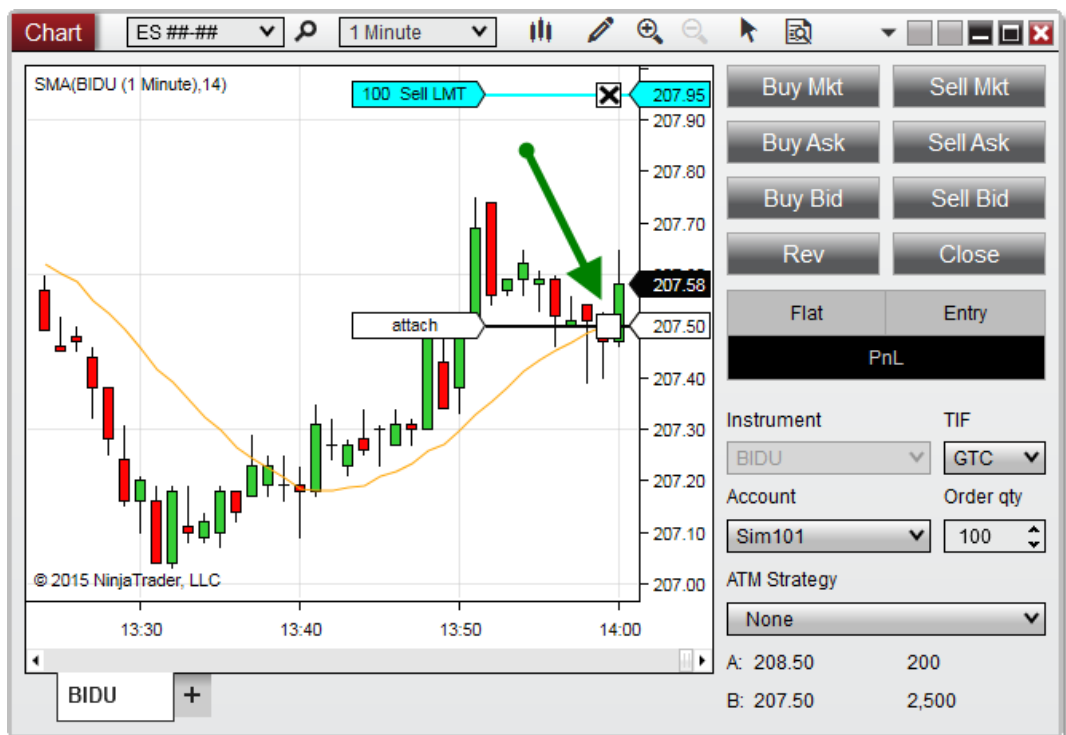 Chart ES ##-## 1 Minute
SMA(BIDU (1 Minute),14)
100 Sell LMT
207.95
207.90
207.80
207.70
207.58
attach
207.50
207.40
207.30
207.20
207.10
207.00
© 2015 NinjaTrader, LLC
13:30 13:40 13:50 14:00
BIDU +
Buy Mkt Sell Mkt
Buy Ask Sell Ask
Buy Bid Sell Bid
Rev Close
Flat Entry
PnL
Instrument TIF
BIDU GTC
Account Order qty
Sim101 100
ATM Strategy
None
A: 208.50 200
B: 207.50 2,500